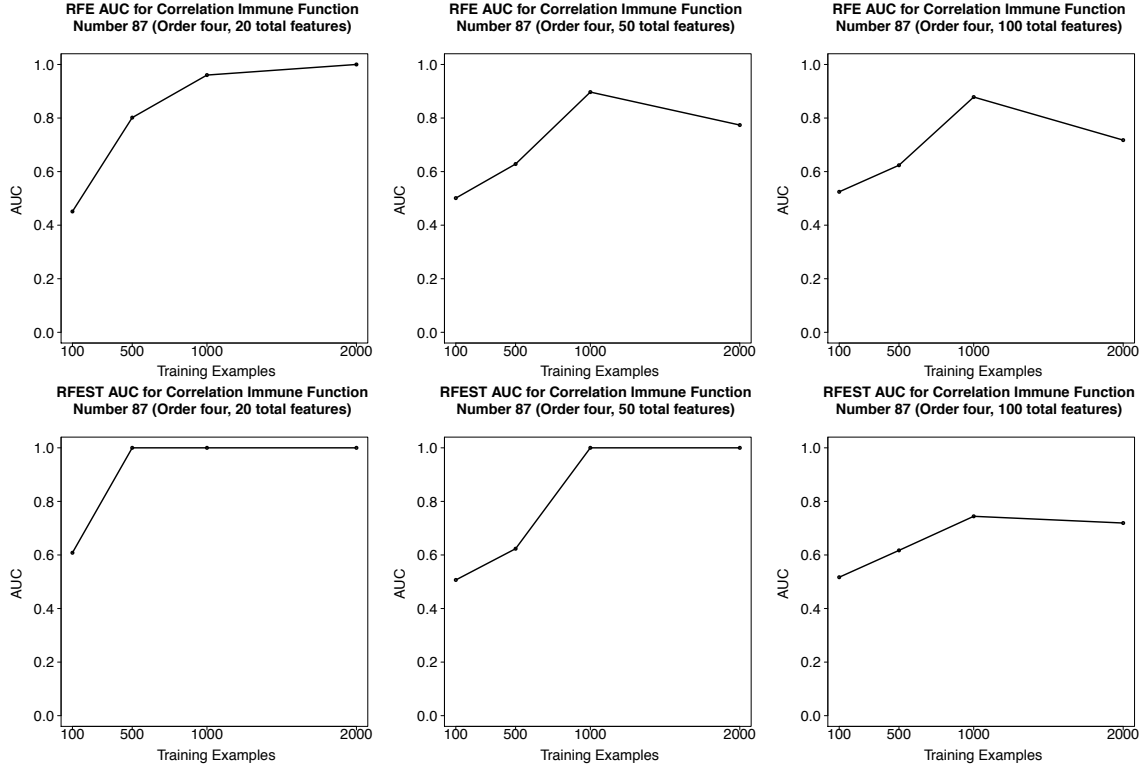 RFE AUC for Correlation Immune Function
Number 87 (Order four, 20 total features)
1.0
0.8
0.6
0.4
0.2
0.0
AUC
100
500
1000
2000
Training Examples
RFE AUC for Correlation Immune Function
Number 87 (Order four, 50 total features)
1.0
0.8
0.6
0.4
0.2
0.0
AUC
100
500
1000
2000
Training Examples
RFE AUC for Correlation Immune Function
Number 87 (Order four, 100 total features)
1.0
0.8
0.6
0.4
0.2
0.0
AUC
100
500
1000
2000
Training Examples
RFEST AUC for Correlation Immune Function
Number 87 (Order four, 20 total features)
1.0
0.8
0.6
0.4
0.2
0.0
AUC
100
500
1000
2000
Training Examples
RFEST AUC for Correlation Immune Function
Number 87 (Order four, 50 total features)
1.0
0.8
0.6
0.4
0.2
0.0
AUC
100
500
1000
2000
Training Examples
RFEST AUC for Correlation Immune Function
Number 87 (Order four, 100 total features)
1.0
0.8
0.6
0.4
0.2
0.0
AUC
100
500
1000
2000
Training Examples